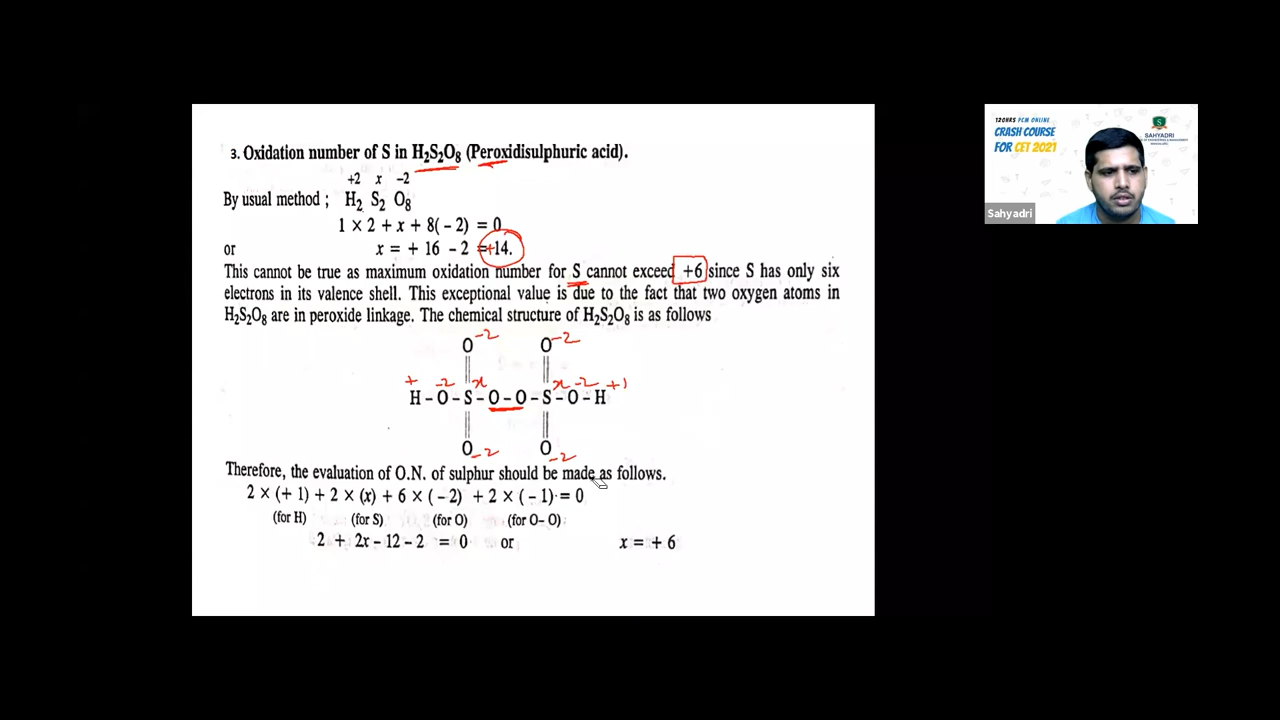 3. Oxidation number of S in H₂S₂O₈ (Peroxidisulphuric acid).
+2 x −2
By usual method ; H₂ S₂ O₈
1 × 2 + x + 8(− 2) = 0
or x = + 16 − 2 = +14.
This cannot be true as maximum oxidation number for S cannot exceed +6 since S has only six
electrons in its valence shell. This exceptional value is due to the fact that two oxygen atoms in
H₂S₂O₈ are in peroxide linkage. The chemical structure of H₂S₂O₈ is as follows
O −2 O −2
+ −2 x x −2 +1
H – O – S – O – O – S – O – H
O −2 O −2
Therefore, the evaluation of O.N. of sulphur should be made as follows.
2 × (+ 1) + 2 × (x) + 6 × (− 2) + 2 × (− 1) = 0
(for H) (for S) (for O) (for O– O)
2 + 2x – 12 – 2 = 0 or x = + 6
120HRS PCM ONLINE
CRASH COURSE
FOR CET 2021
SAHYADRI
Sahyadri